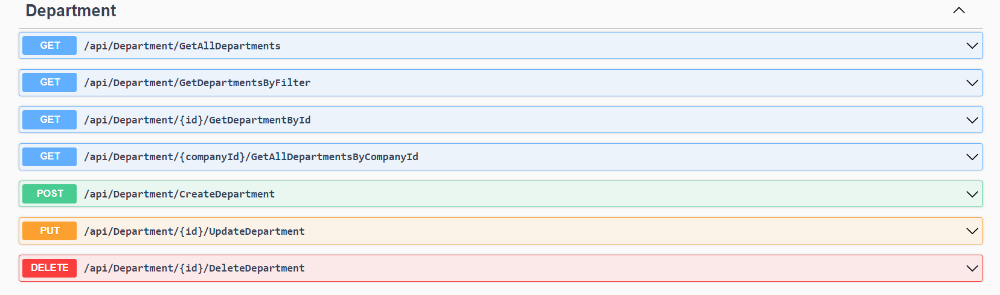 Department
GET /api/Department/GetAllDepartments
GET /api/Department/GetDepartmentsByFilter
GET /api/Department/{id}/GetDepartmentById
GET /api/Department/{companyId}/GetAllDepartmentsByCompanyId
POST /api/Department/CreateDepartment
PUT /api/Department/{id}/UpdateDepartment
DELETE /api/Department/{id}/DeleteDepartment